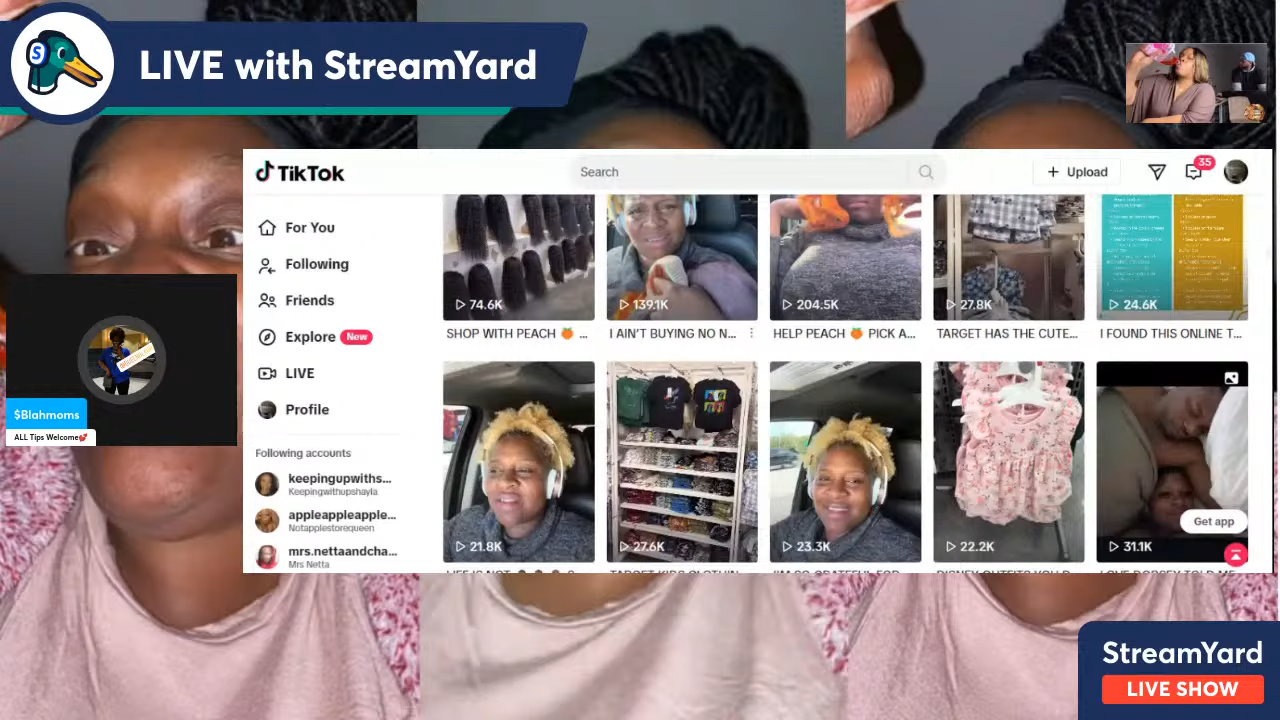 LIVE with StreamYard
S
TikTok
Search
Upload
35
For You
Following
Friends
Explore New
LIVE
Profile
Following accounts
keepingupwiths...
Keepingwithupshayla
appleappleapple...
Notapplestorequeen
mrs.nettaandcha...
Mrs Netta
74.6K
139.1K
204.5K
27.8K
24.6K
SHOP WITH PEACH 🍑 ...
I AIN'T BUYING NO N...
HELP PEACH 🍑 PICK A...
TARGET HAS THE CUTE...
I FOUND THIS ONLINE T...
21.8K
27.6K
23.3K
22.2K
31.1K
Get app
$Blahmoms
ALL Tips Welcome💕
StreamYard
LIVE SHOW